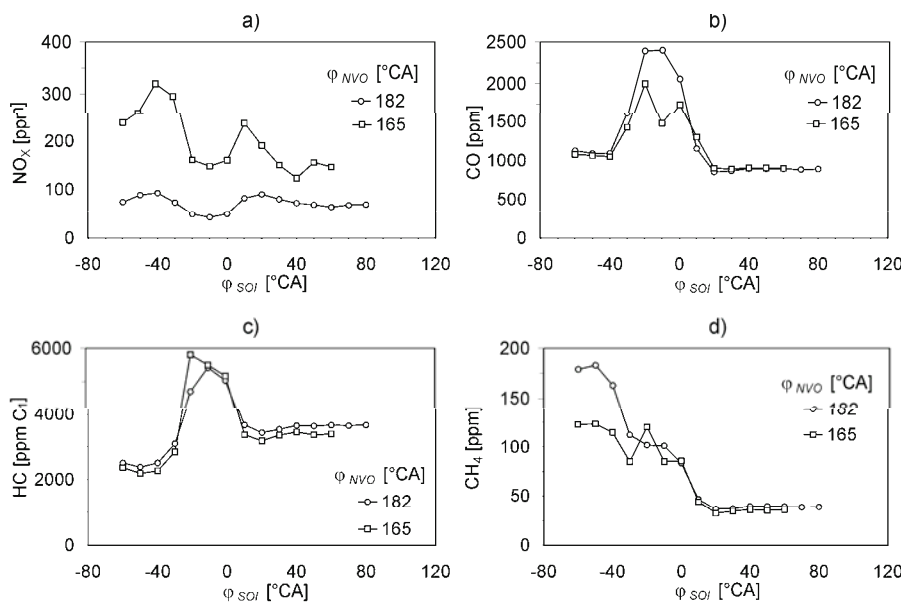 a)
NOX [ppm]
400
300
200
100
0
-80 -40 0 40 80 120
φ SOI [°CA]
φ NVO [°CA]
182
165
b)
CO [ppm]
2500
2000
1500
1000
500
0
-80 -40 0 40 80 120
φ SOI [°CA]
φ NVO [°CA]
182
165
c)
HC [ppm C1]
6000
4000
2000
0
-80 -40 0 40 80 120
φ SOI [°CA]
φ NVO [°CA]
182
165
d)
CH4 [ppm]
200
150
100
50
0
-80 -40 0 40 80 120
φ SOI [°CA]
φ NVO [°CA]
182
165